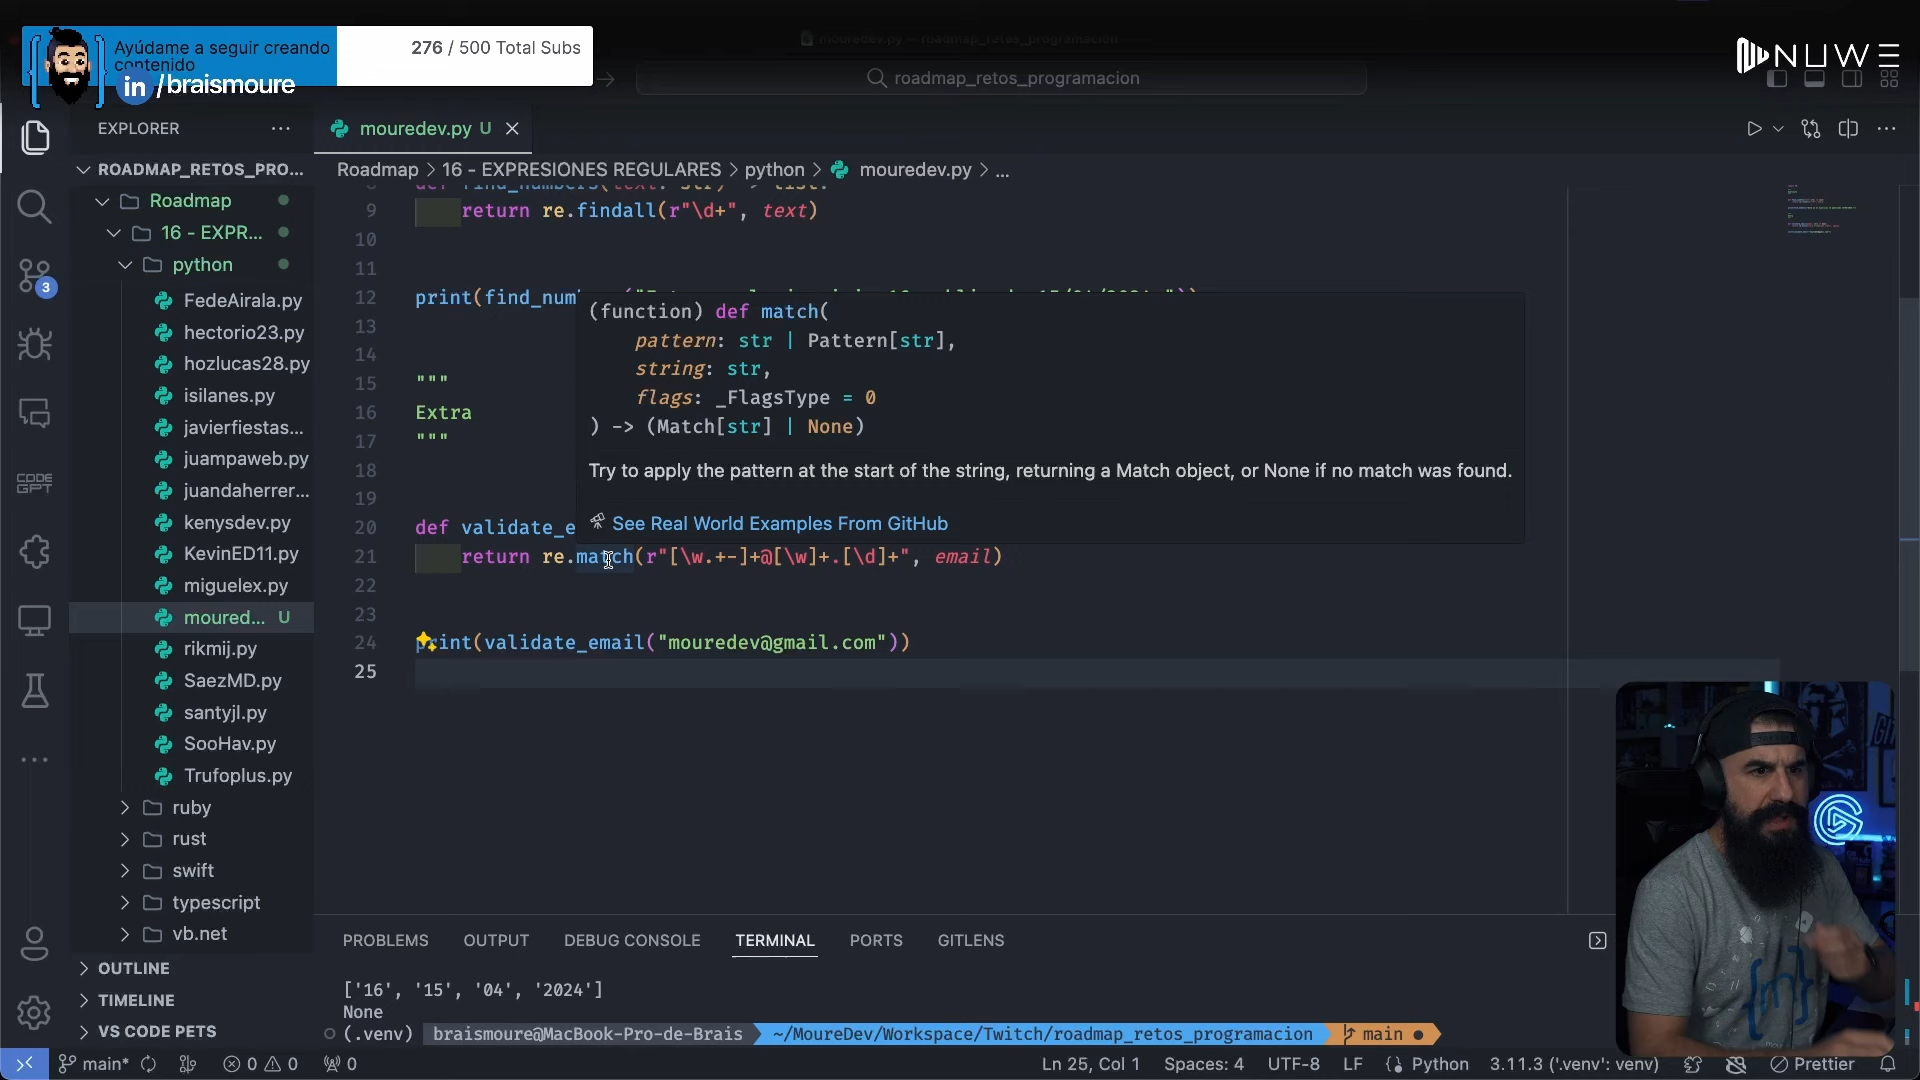 Ayúdame a seguir creando
contenido
276 / 500 Total Subs
in /braismoure
roadmap_retos_programacion
NUWE
EXPLORER
mouredev.py U
ROADMAP_RETOS_PRO...
Roadmap > 16 - EXPRESIONES REGULARES > python > mouredev.py > ...
Roadmap
16 - EXPR...
python
FedeAirala.py
hectorio23.py
hozlucas28.py
isilanes.py
javierfiestas...
juampaweb.py
juandaherrer...
kenysdev.py
KevinED11.py
miguelex.py
moured... U
rikmij.py
SaezMD.py
santyjl.py
SooHav.py
Trufoplus.py
ruby
rust
swift
typescript
vb.net
OUTLINE
TIMELINE
VS CODE PETS
3
CODE
GPT
9 return re.findall(r"\d+", text)
10
11
12 print(find_num
13
14
15 """
16 Extra
17 """
18
19
20 def validate_e
21 return re.match(r"[\w.+-]+@[\w]+.[\d]+", email)
22
23
24 print(validate_email("mouredev@gmail.com"))
25
(function) def match(
pattern: str | Pattern[str],
string: str,
flags: _FlagsType = 0
) -> (Match[str] | None)
Try to apply the pattern at the start of the string, returning a Match object, or None if no match was found.
See Real World Examples From GitHub
PROBLEMS OUTPUT DEBUG CONSOLE TERMINAL PORTS GITLENS
['16', '15', '04', '2024']
None
(.venv) braismoure@MacBook-Pro-de-Brais ~/MoureDev/Workspace/Twitch/roadmap_retos_programacion main
main* 0 0 0 Ln 25, Col 1 Spaces: 4 UTF-8 LF {} Python 3.11.3 ('.venv': venv) Prettier